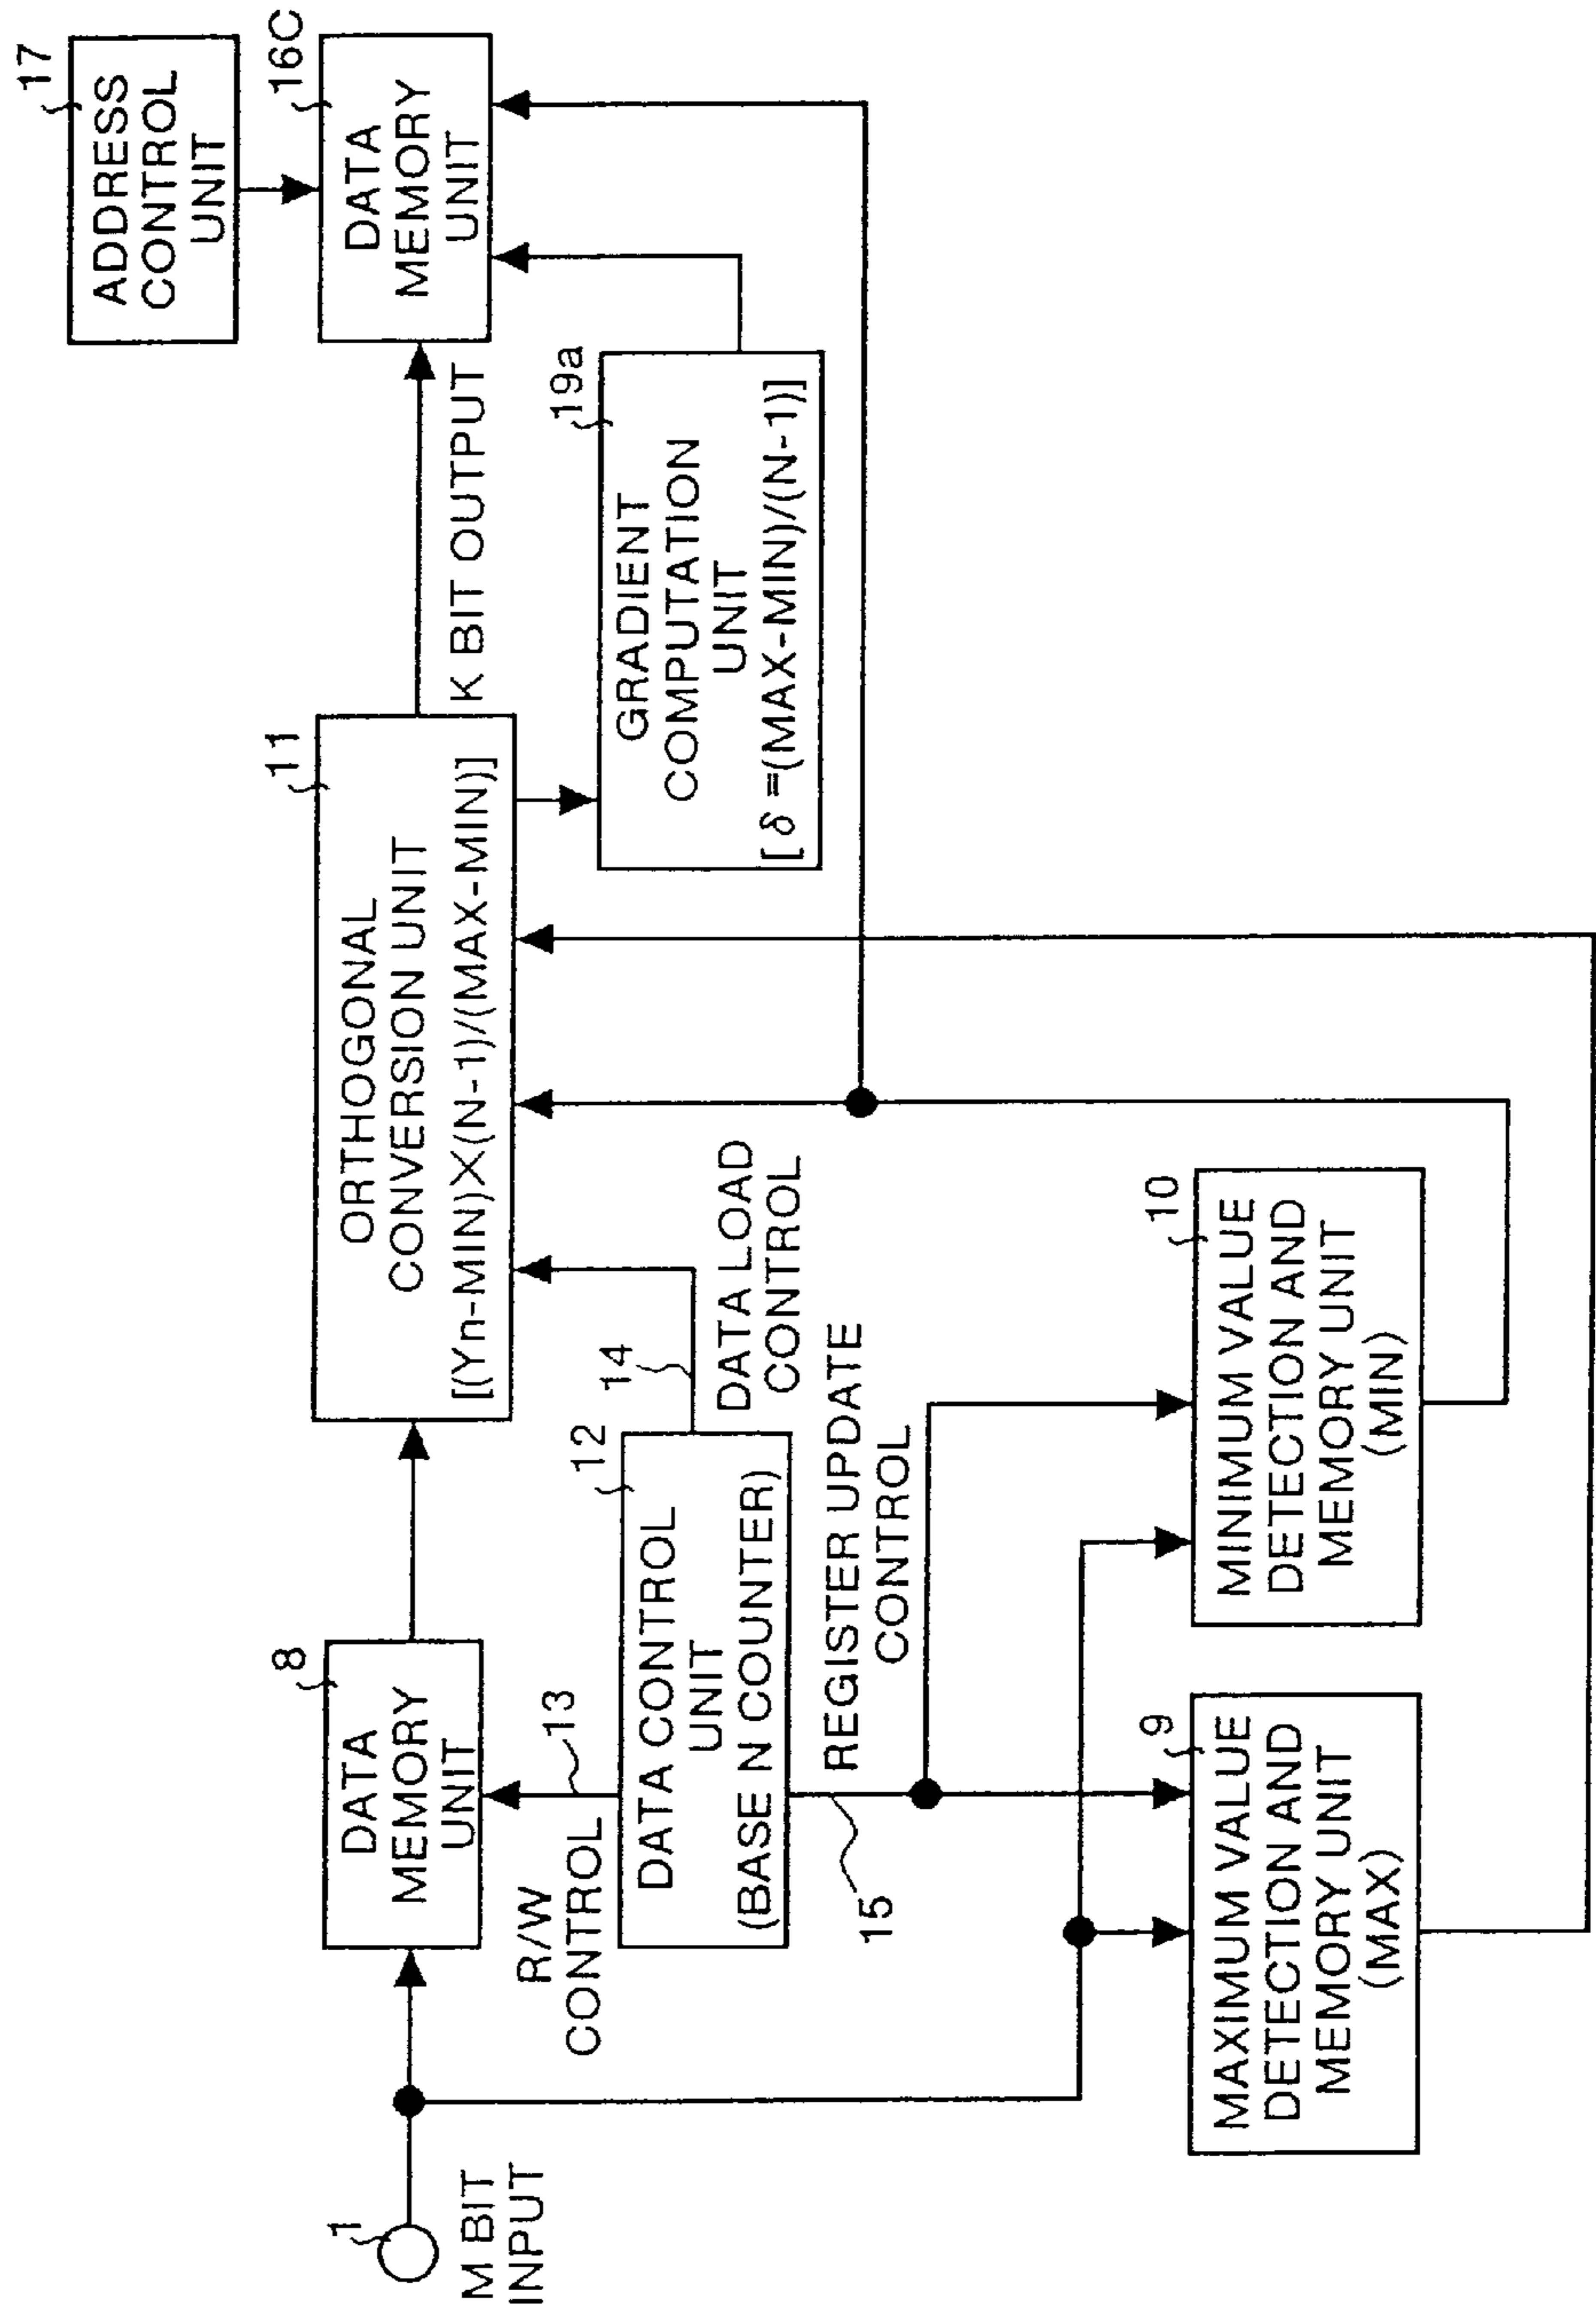 17
ADDRESS
CONTROL
UNIT
16C
DATA
MEMORY
UNIT
11
ORTHOGONAL
CONVERSION UNIT
[(Yn-MIN)X(N-1)/(MAX-MIN)]
K BIT OUTPUT
19a
GRADIENT
COMPUTATION
UNIT
[ δ =(MAX-MIN)/(N-1)]
8
DATA
MEMORY
UNIT
1
M BIT
INPUT
R/W
CONTROL
13
12
DATA CONTROL
UNIT
(BASE N COUNTER)
14
DATA LOAD
CONTROL
15
REGISTER UPDATE
CONTROL
9
MAXIMUM VALUE
DETECTION AND
MEMORY UNIT
(MAX)
10
MINIMUM VALUE
DETECTION AND
MEMORY UNIT
(MIN)